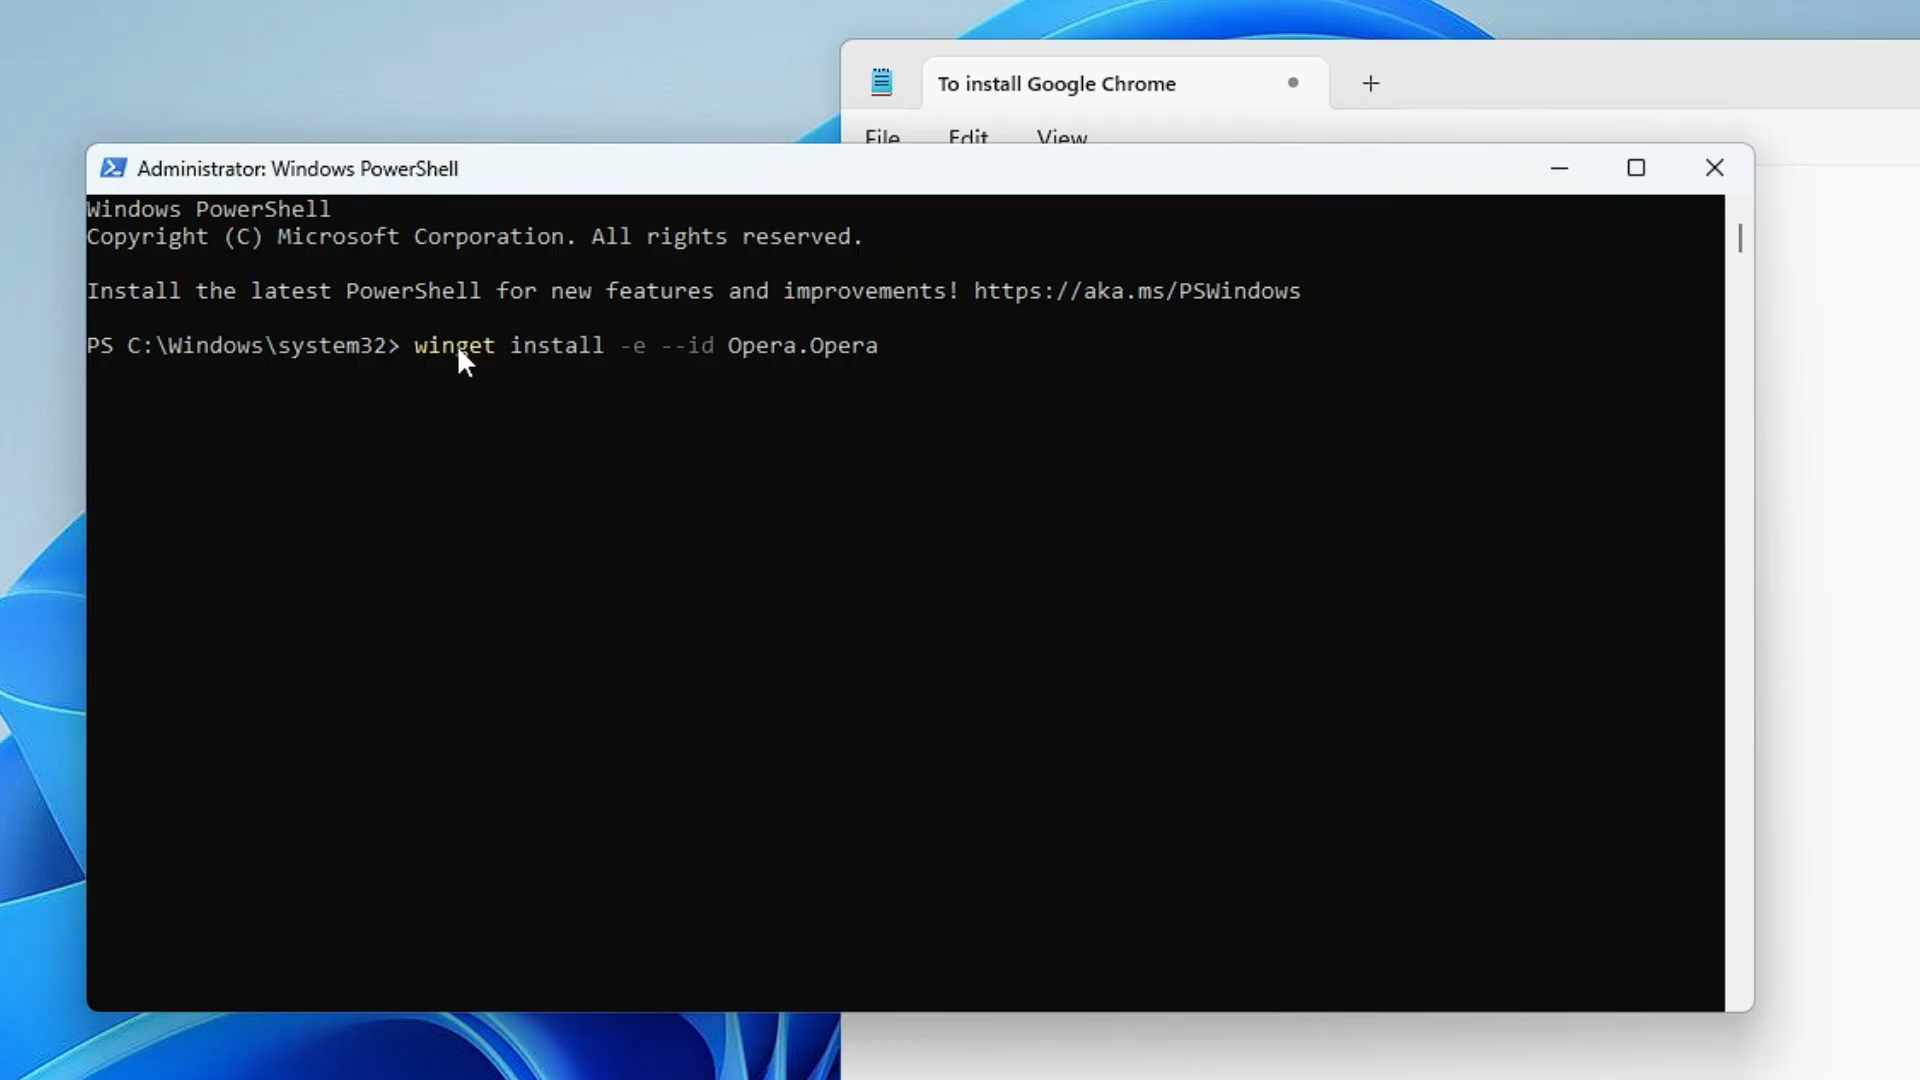 To install Google Chrome
File Edit View
Administrator: Windows PowerShell
Windows PowerShell
Copyright (C) Microsoft Corporation. All rights reserved.
Install the latest PowerShell for new features and improvements! https://aka.ms/PSWindows
PS C:\Windows\system32> winget install -e --id Opera.Opera